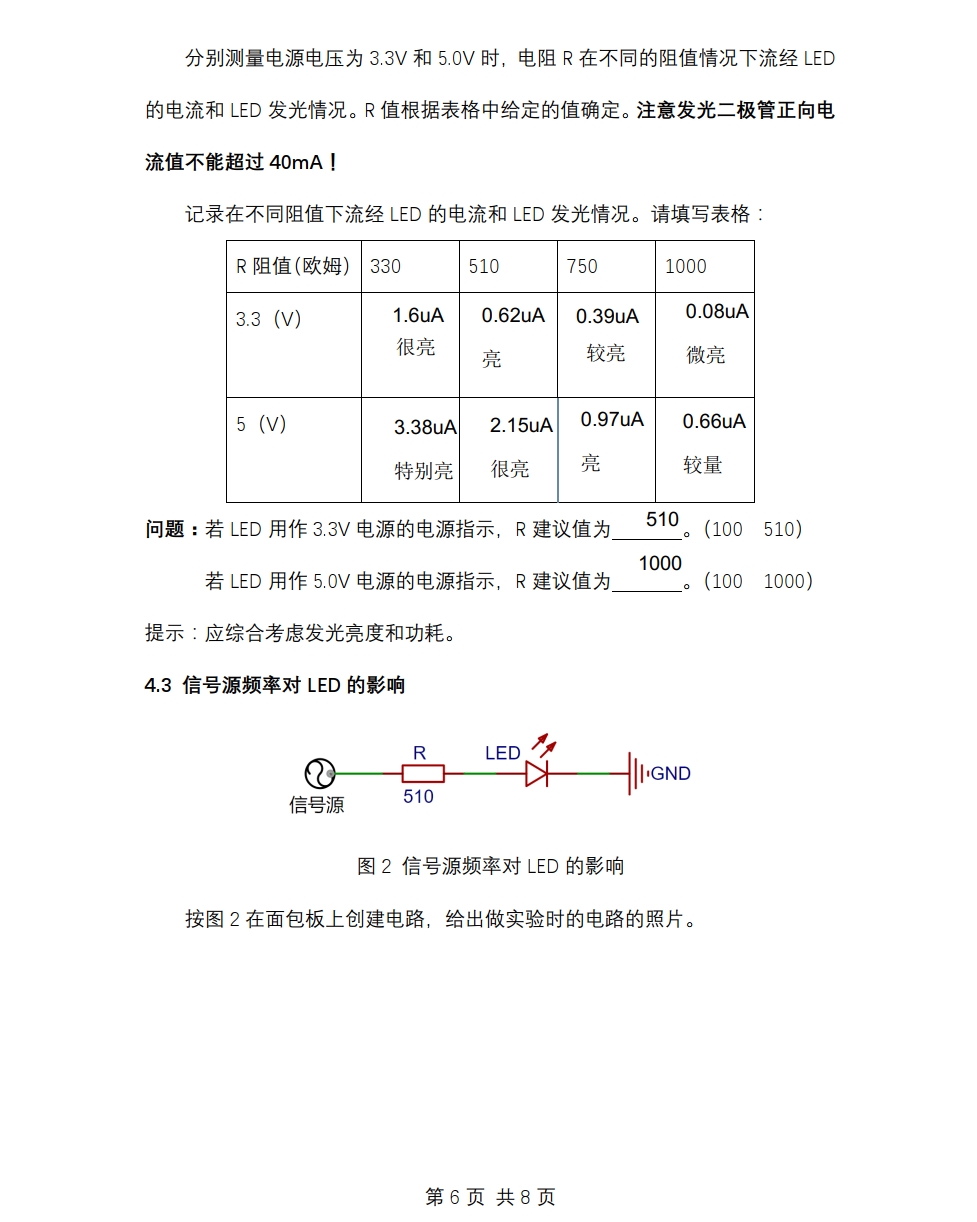 分别测量电源电压为 3.3V 和 5.0V 时，电阻 R 在不同的阻值情况下流经 LED
的电流和 LED 发光情况。R 值根据表格中给定的值确定。注意发光二极管正向电
流值不能超过 40mA！
记录在不同阻值下流经 LED 的电流和 LED 发光情况。请填写表格：
R 阻值（欧姆） 330 510 750 1000
3.3（V） 1.6uA 0.62uA 0.39uA 0.08uA
很亮 亮 较亮 微亮
5（V） 3.38uA 2.15uA 0.97uA 0.66uA
特别亮 很亮 亮 较量
问题：若 LED 用作 3.3V 电源的电源指示，R 建议值为 510 。（100 510）
若 LED 用作 5.0V 电源的电源指示，R 建议值为 1000 。（100 1000）
提示：应综合考虑发光亮度和功耗。
4.3 信号源频率对 LED 的影响
R LED
GND
信号源 510
图 2 信号源频率对 LED 的影响
按图 2 在面包板上创建电路，给出做实验时的电路的照片。
第 6 页 共 8 页